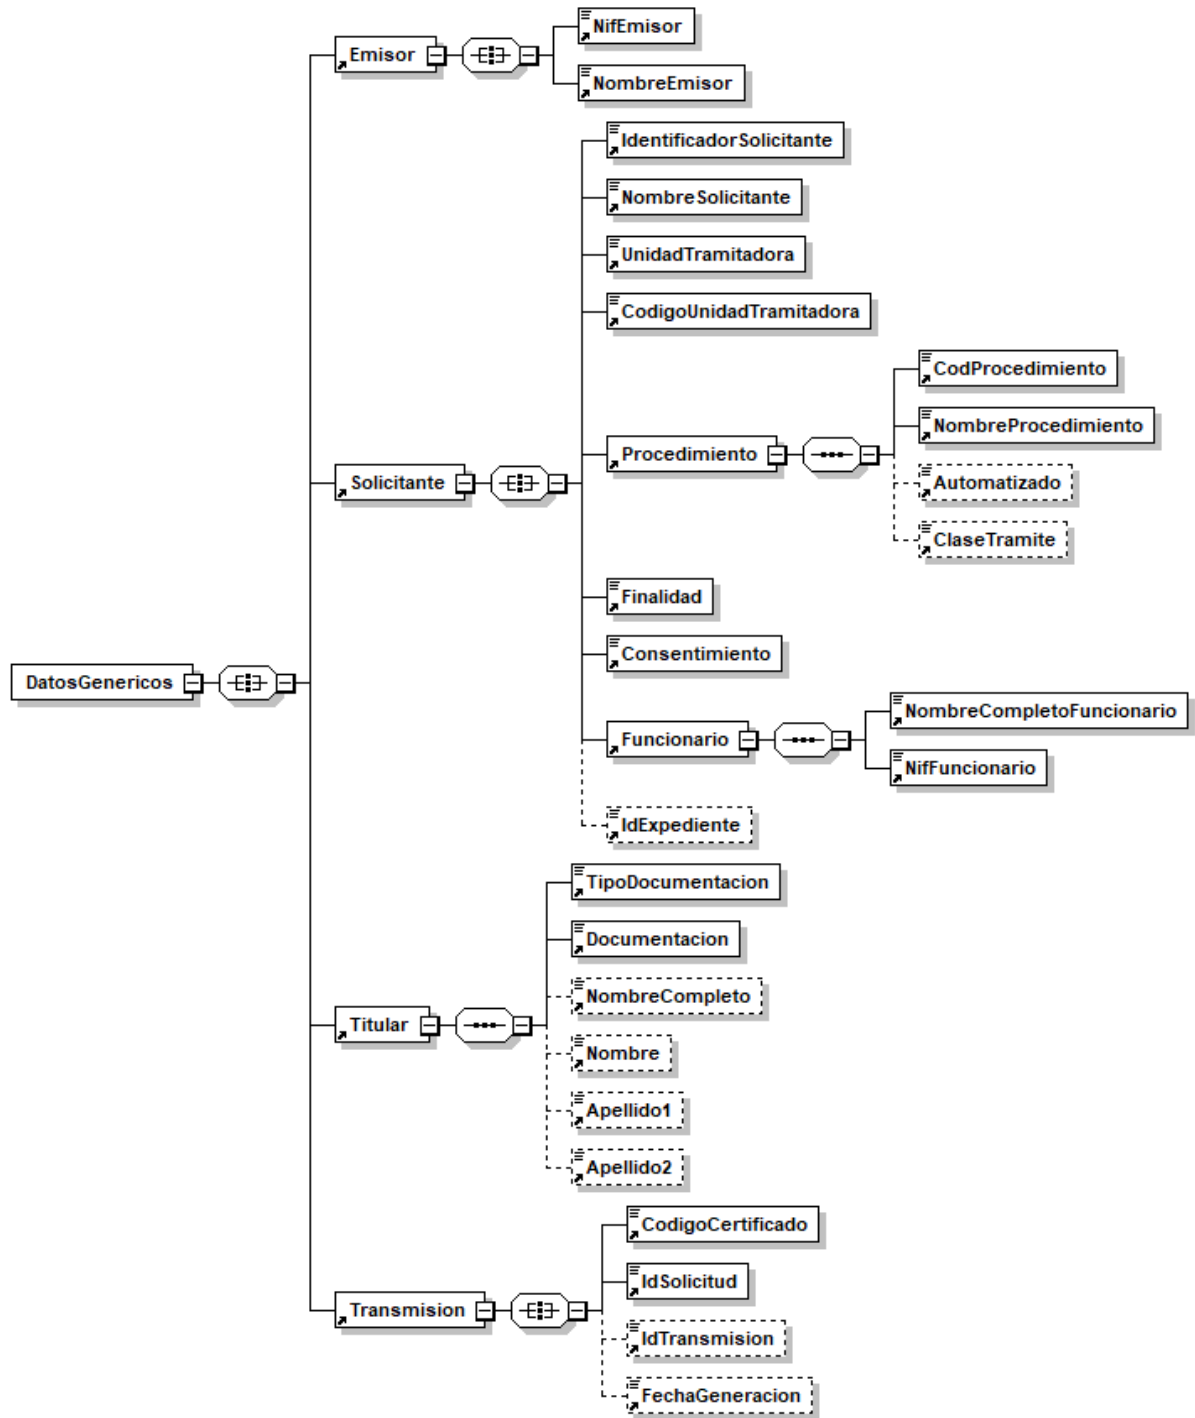 NifEmisor
Emisor
NombreEmisor
IdentificadorSolicitante
NombreSolicitante
UnidadTramitadora
CodigoUnidadTramitadora
CodProcedimiento
NombreProcedimiento
Procedimiento
Solicitante
Automatizado
ClaseTramite
Finalidad
Consentimiento
DatosGenericos
NombreCompletoFuncionario
Funcionario
NifFuncionario
IdExpediente
TipoDocumentacion
Documentacion
NombreCompleto
Titular
Nombre
Apellido1
Apellido2
CodigoCertificado
IdSolicitud
Transmision
IdTransmision
FechaGeneracion